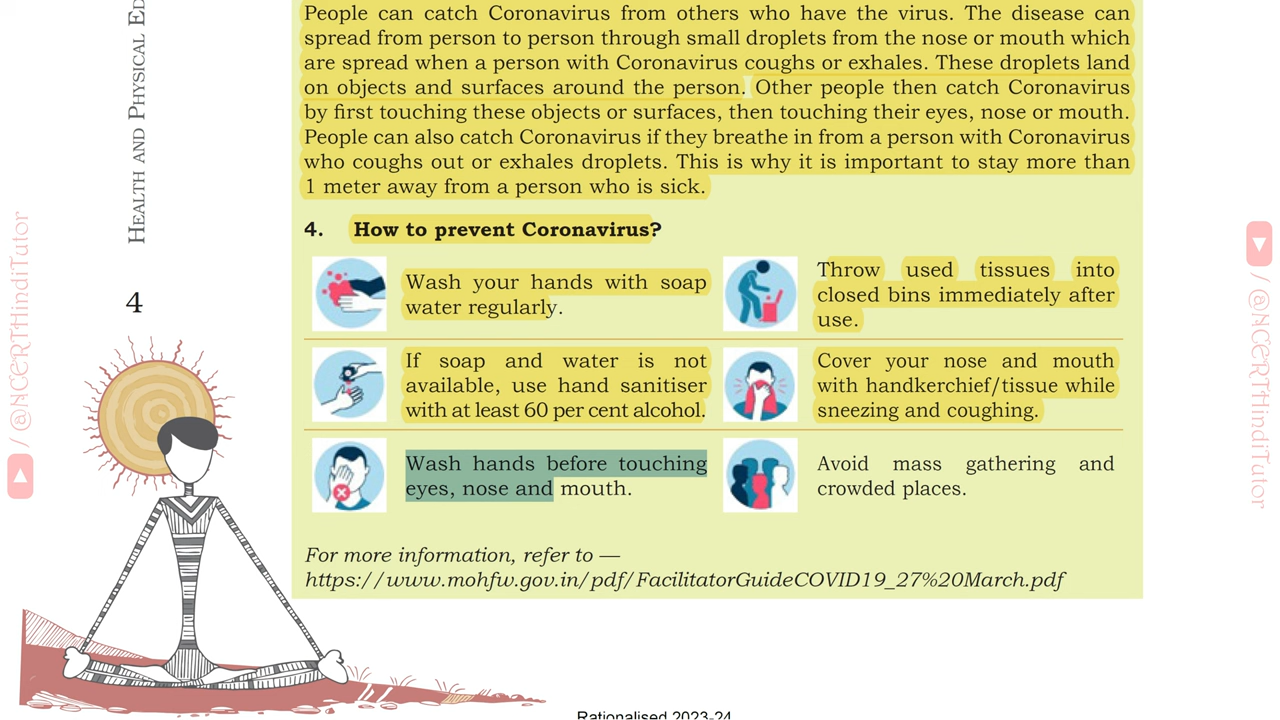 People can catch Coronavirus from others who have the virus. The disease can
spread from person to person through small droplets from the nose or mouth which
are spread when a person with Coronavirus coughs or exhales. These droplets land
on objects and surfaces around the person. Other people then catch Coronavirus
by first touching these objects or surfaces, then touching their eyes, nose or mouth.
People can also catch Coronavirus if they breathe in from a person with Coronavirus
who coughs out or exhales droplets. This is why it is important to stay more than
1 meter away from a person who is sick.
4. How to prevent Coronavirus?
Wash your hands with soap
water regularly.
Throw used tissues into
closed bins immediately after
use.
If soap and water is not
available, use hand sanitiser
with at least 60 per cent alcohol.
Cover your nose and mouth
with handkerchief/tissue while
sneezing and coughing.
Wash hands before touching
eyes, nose and mouth.
Avoid mass gathering and
crowded places.
For more information, refer to —
https://www.mohfw.gov.in/pdf/FacilitatorGuideCOVID19_27%20March.pdf
Health and Physical Ed
4
/ @NCERTHindiTutor
/ @NCERTHindiTutor
Rationalised 2023-24